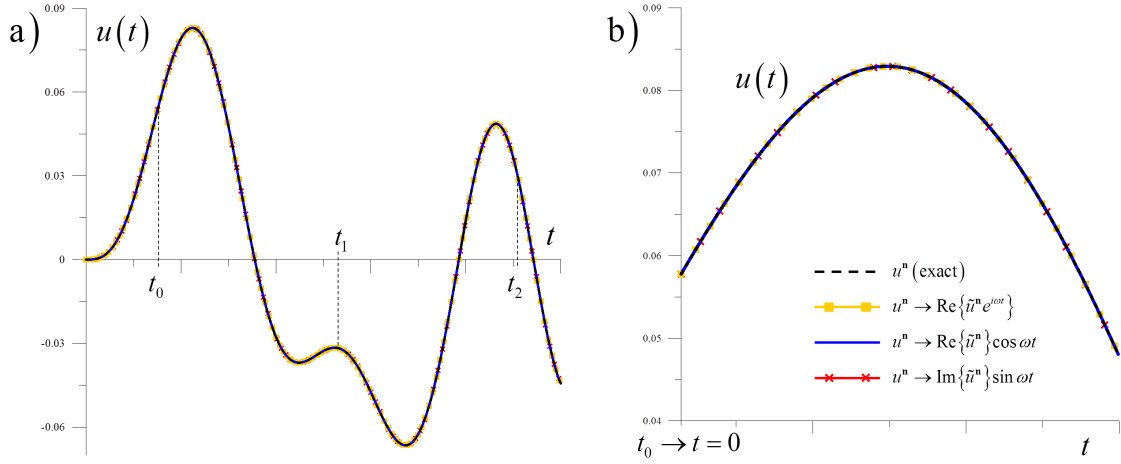 a)
u(t)
0.09
0.06
0.03
0
-0.03
-0.06
t₀
t₁
t₂
t
b)
u(t)
0.09
0.08
0.07
0.06
0.05
0.04
uⁿ (exact)
uⁿ → Re{ũⁿe^{iωt}}
uⁿ → Re{ũⁿ}cos ωt
uⁿ → Im{ũⁿ}sin ωt
t₀ → t = 0
t